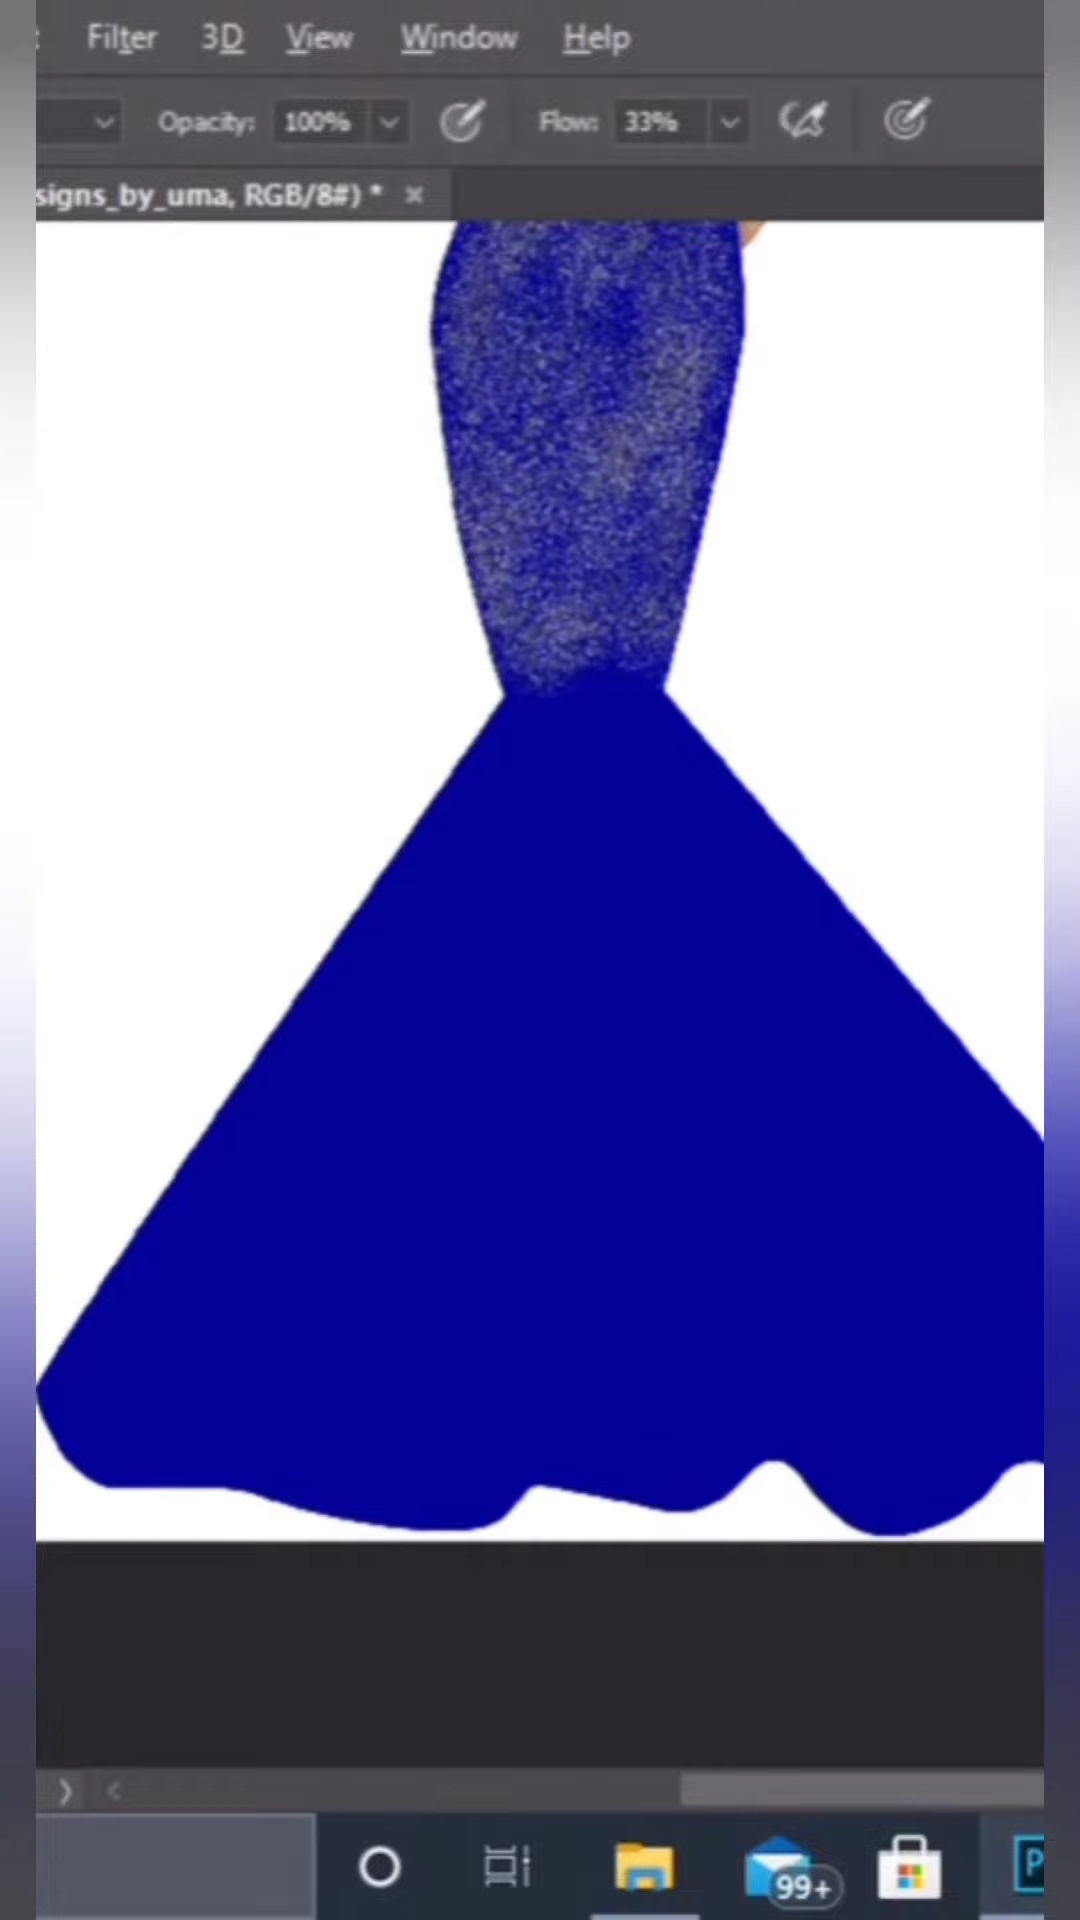 Filter 3D View Window Help
Opacity: 100% Flow: 33%
signs_by_uma, RGB/8#) * ×
99+
P